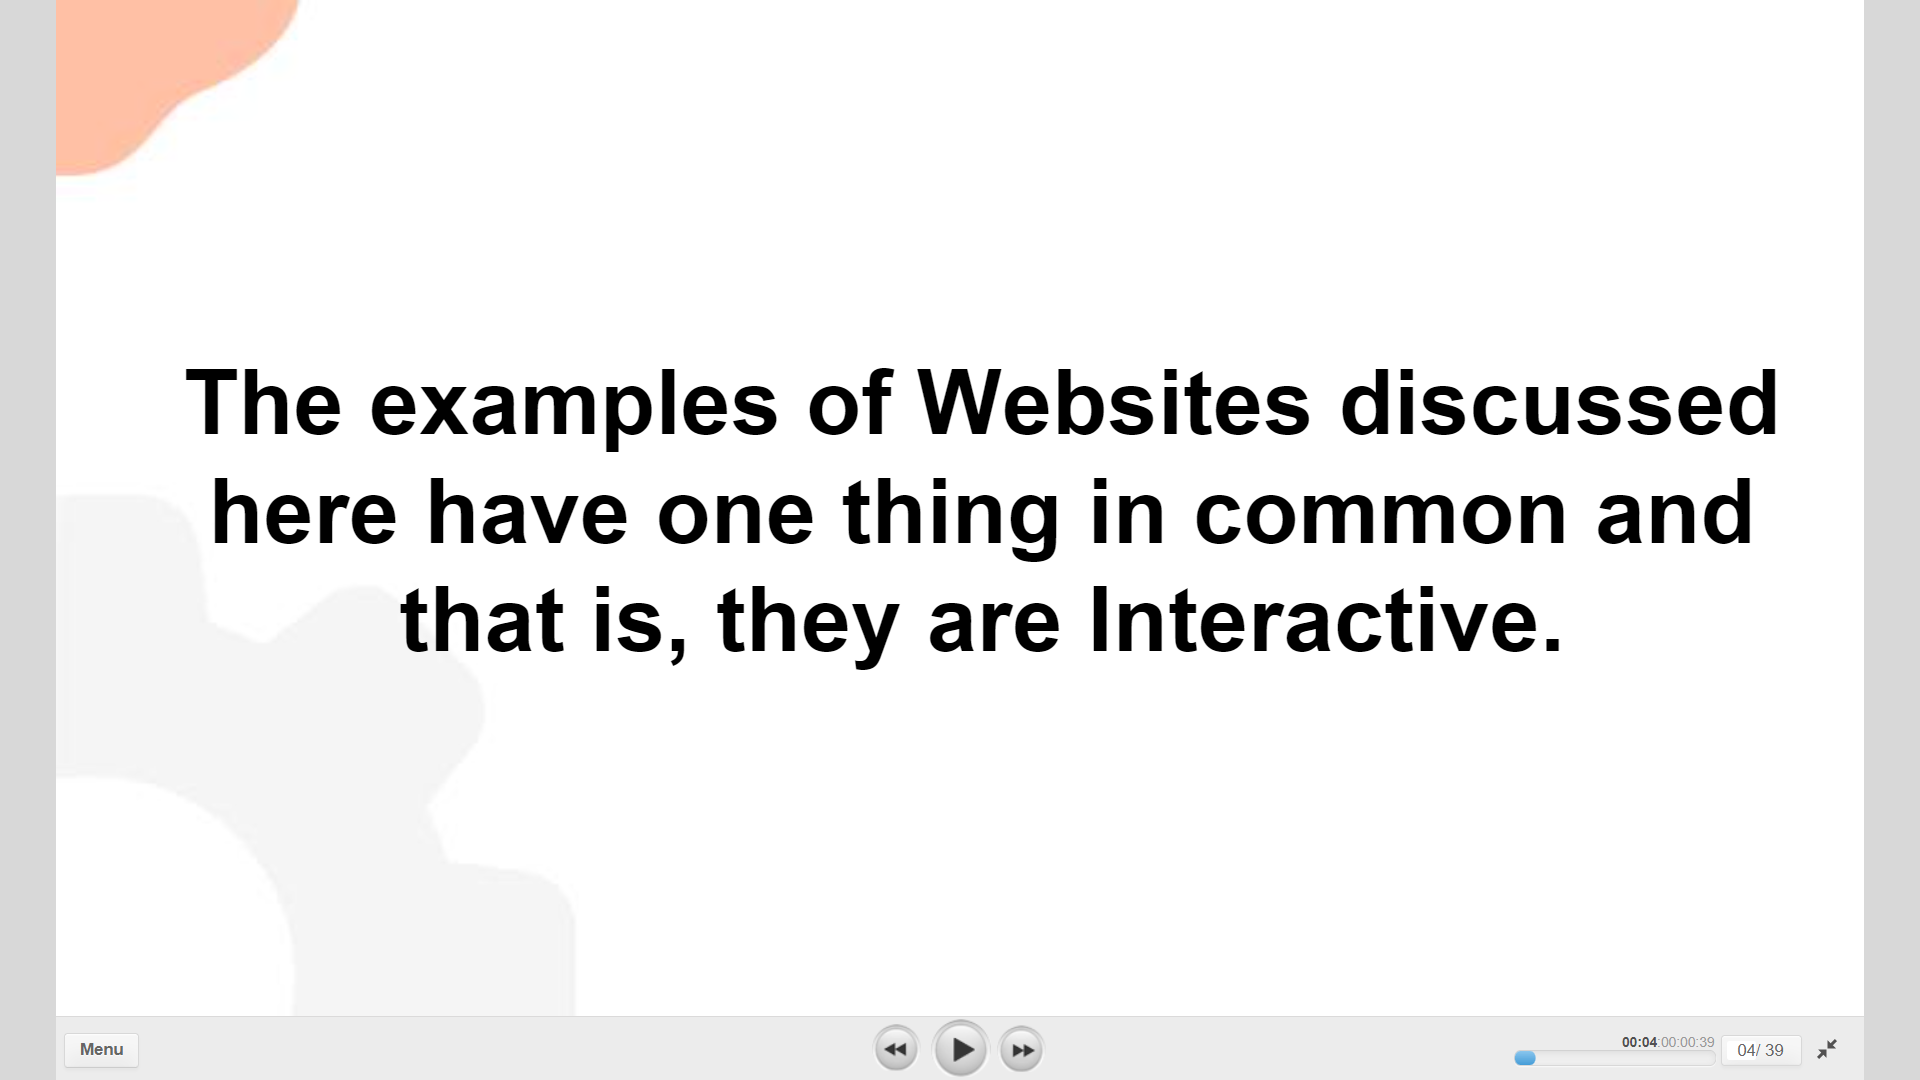 The examples of Websites discussed
here have one thing in common and
that is, they are Interactive.
Menu
00:04:00:00:39
04/ 39